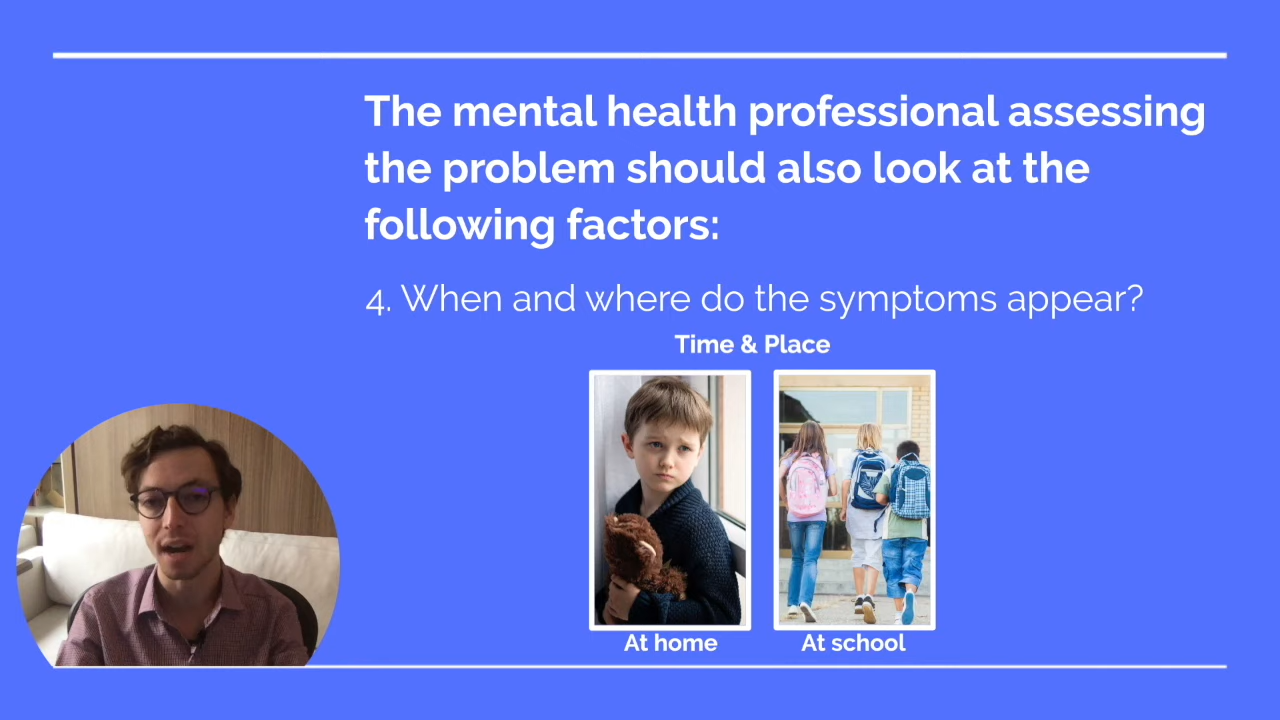 The mental health professional assessing
the problem should also look at the
following factors:
4. When and where do the symptoms appear?
Time & Place
At home
At school